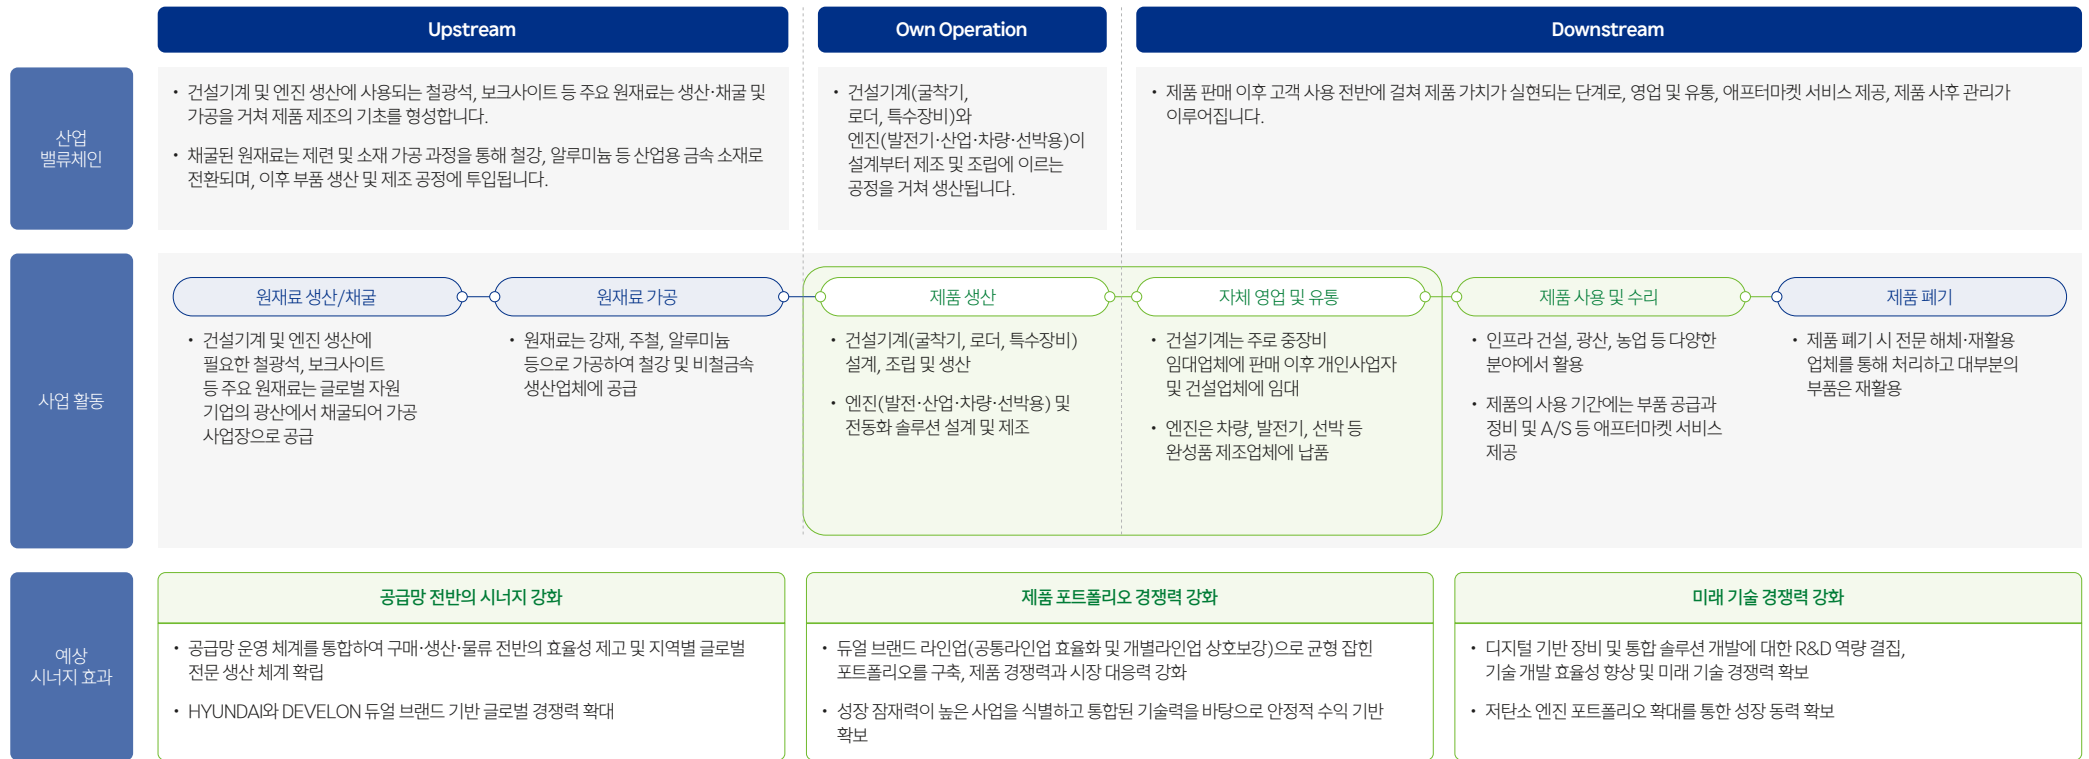 Upstream
Own Operation
Downstream
산업
밸류체인
• 건설기계 및 엔진 생산에 사용되는 철광석, 보크사이트 등 주요 원재료는 생산·채굴 및
가공을 거쳐 제품 제조의 기초를 형성합니다.
• 채굴된 원재료는 제련 및 소재 가공 과정을 통해 철강, 알루미늄 등 산업용 금속 소재로
전환되며, 이후 부품 생산 및 제조 공정에 투입됩니다.
• 건설기계(굴착기,
로더, 특수장비)와
엔진(발전기·산업·차량·선박용)이
설계부터 제조 및 조립에 이르는
공정을 거쳐 생산됩니다.
• 제품 판매 이후 고객 사용 전반에 걸쳐 제품 가치가 실현되는 단계로, 영업 및 유통, 애프터마켓 서비스 제공, 제품 사후 관리가
이루어집니다.
사업 활동
원재료 생산/채굴
• 건설기계 및 엔진 생산에
필요한 철광석, 보크사이트
등 주요 원재료는 글로벌 자원
기업의 광산에서 채굴되어 가공
사업장으로 공급
원재료 가공
• 원재료는 강재, 주철, 알루미늄
등으로 가공하여 철강 및 비철금속
생산업체에 공급
제품 생산
• 건설기계(굴착기, 로더, 특수장비)
설계, 조립 및 생산
• 엔진(발전·산업·차량·선박용) 및
전동화 솔루션 설계 및 제조
자체 영업 및 유통
• 건설기계는 주로 중장비
임대업체에 판매 이후 개인사업자
및 건설업체에 임대
• 엔진은 차량, 발전기, 선박 등
완성품 제조업체에 납품
제품 사용 및 수리
• 인프라 건설, 광산, 농업 등 다양한
분야에서 활용
• 제품의 사용 기간에는 부품 공급과
정비 및 A/S 등 애프터마켓 서비스
제공
제품 폐기
• 제품 폐기 시 전문 해체·재활용
업체를 통해 처리하고 대부분의
부품은 재활용
예상
시너지 효과
공급망 전반의 시너지 강화
• 공급망 운영 체계를 통합하여 구매·생산·물류 전반의 효율성 제고 및 지역별 글로벌
전문 생산 체계 확립
• HYUNDAI와 DEVELON 듀얼 브랜드 기반 글로벌 경쟁력 확대
제품 포트폴리오 경쟁력 강화
• 듀얼 브랜드 라인업(공통라인업 효율화 및 개별라인업 상호보강)으로 균형 잡힌
포트폴리오를 구축, 제품 경쟁력과 시장 대응력 강화
• 성장 잠재력이 높은 사업을 식별하고 통합된 기술력을 바탕으로 안정적 수익 기반
확보
미래 기술 경쟁력 강화
• 디지털 기반 장비 및 통합 솔루션 개발에 대한 R&D 역량 결집,
기술 개발 효율성 향상 및 미래 기술 경쟁력 확보
• 저탄소 엔진 포트폴리오 확대를 통한 성장 동력 확보